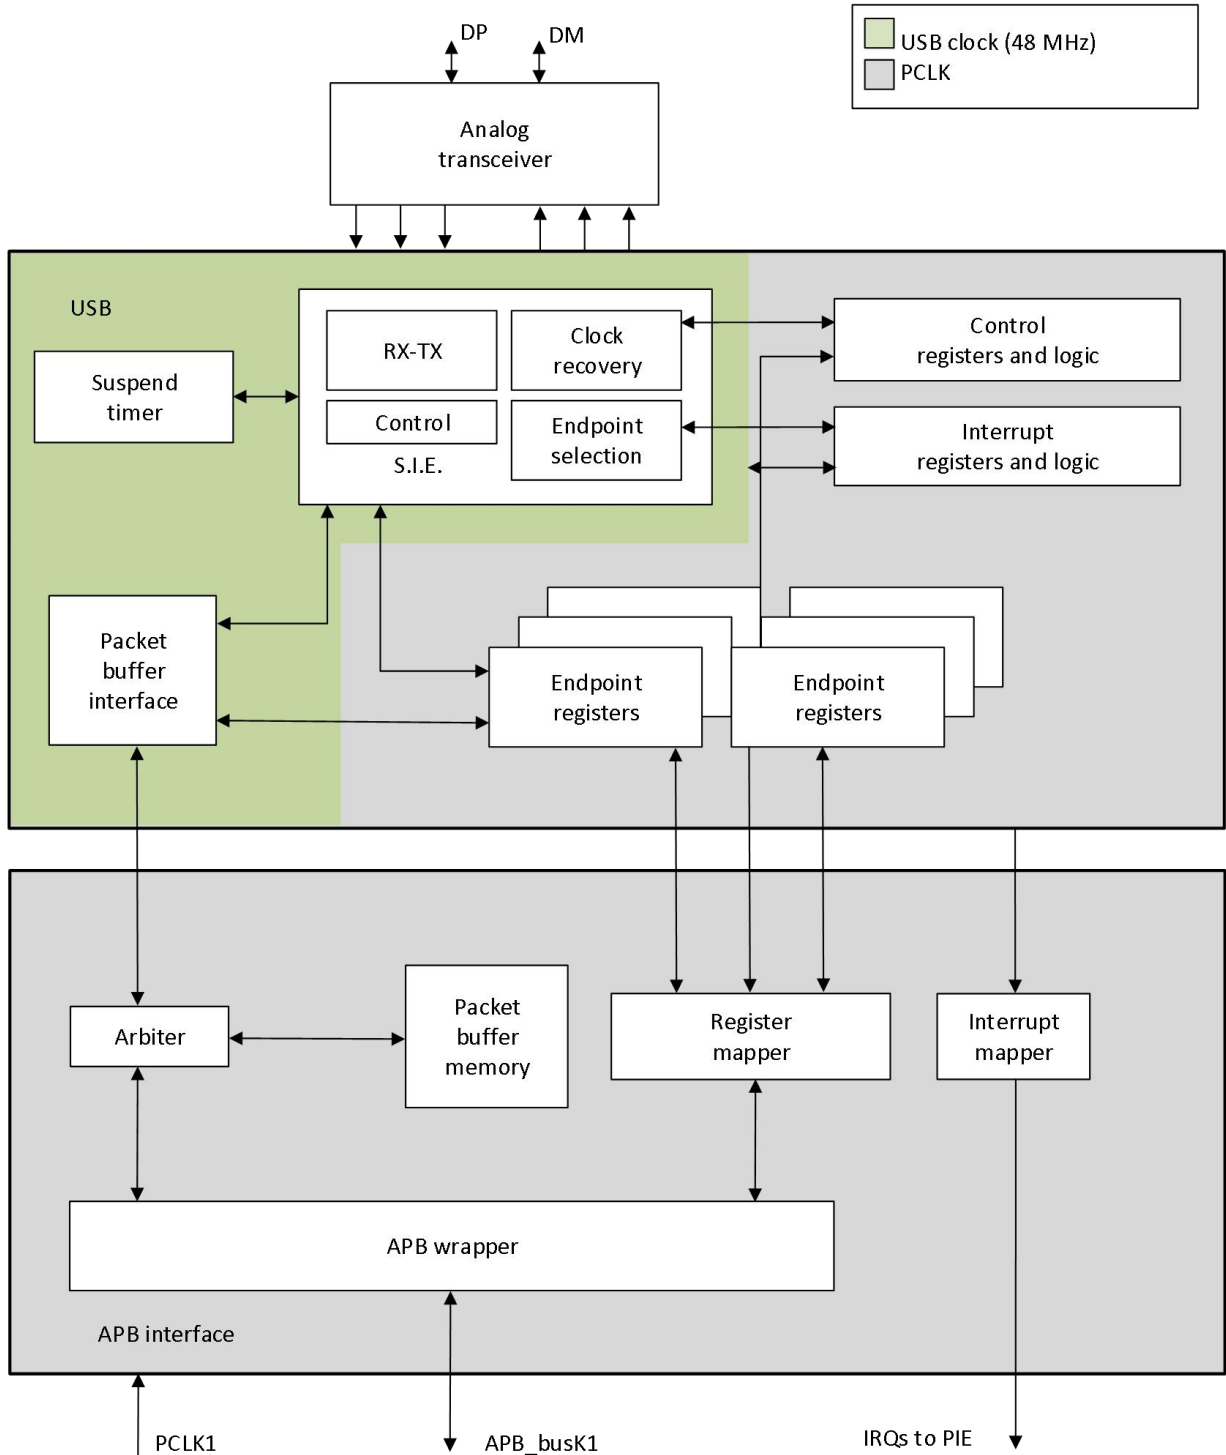 DP
DM
USB clock (48 MHz)
PCLK
Analog
transceiver
USB
RX-TX
Clock
recovery
Control
registers and logic
Suspend
timer
Control
Endpoint
selection
S.I.E.
Interrupt
registers and logic
Packet
buffer
interface
Endpoint
registers
Endpoint
registers
Arbiter
Packet
buffer
memory
Register
mapper
Interrupt
mapper
APB wrapper
APB interface
PCLK1
APB_busK1
IRQs to PIE